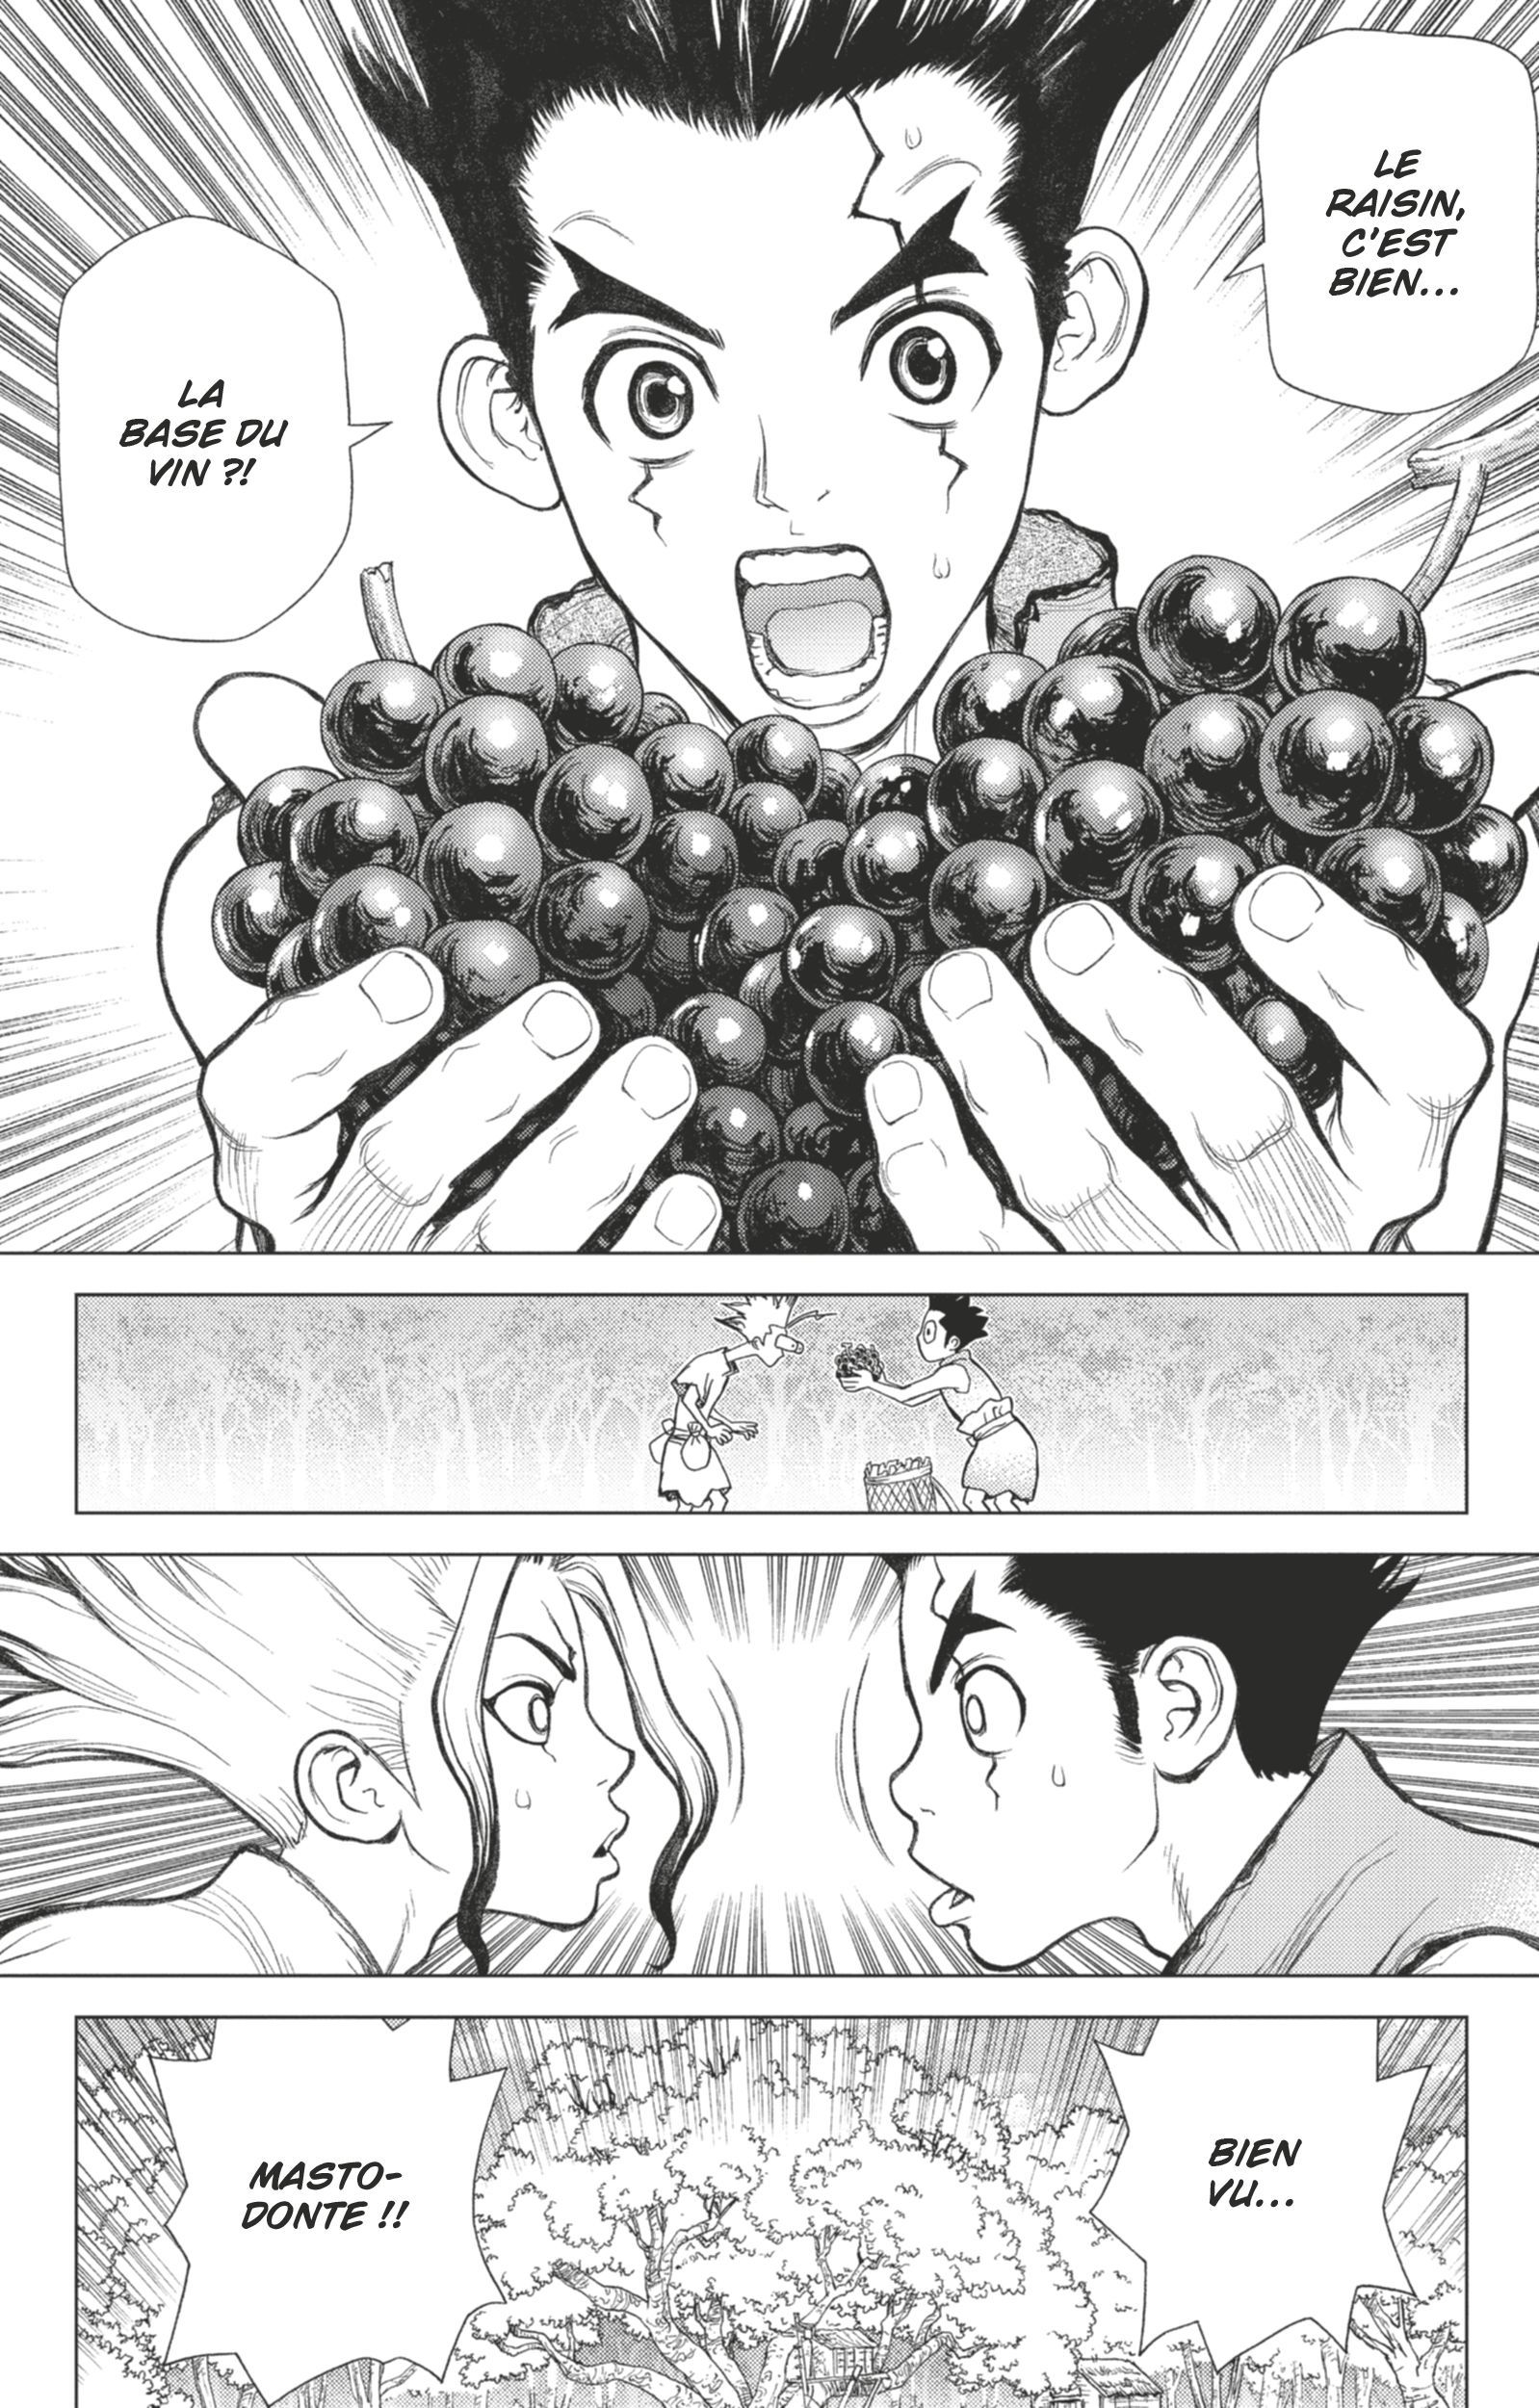 LE
RAISIN,
C'EST
BIEN...
LA
BASE DU
VIN ?!
BIEN
VU...
MASTO-
DONTE !!